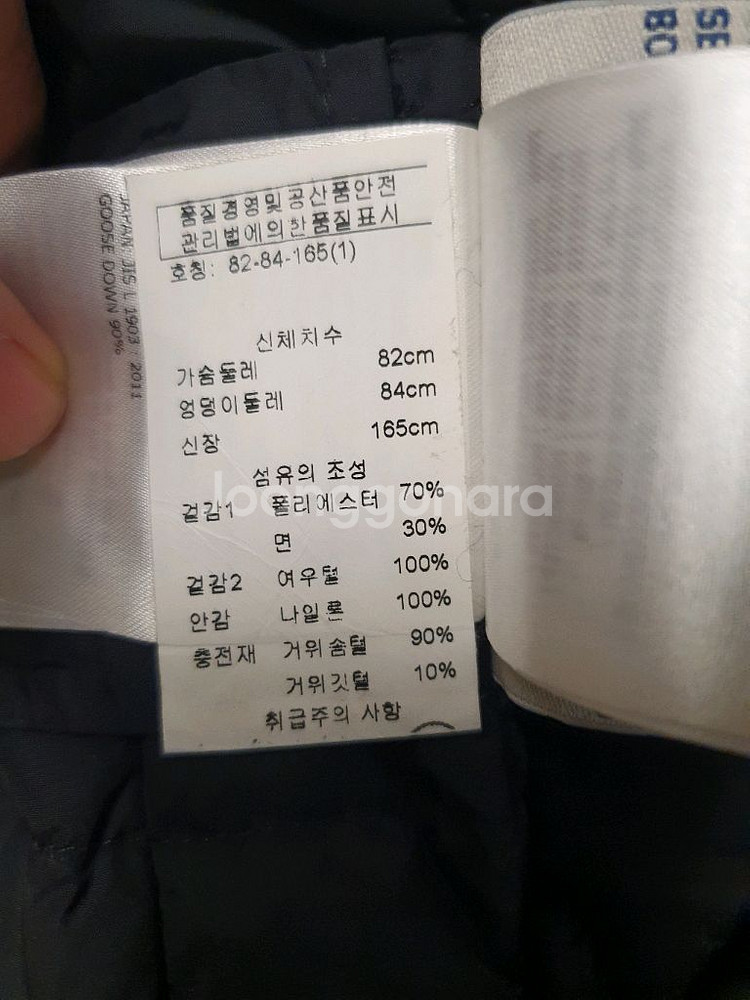 품질경영및공산품안전
관리법에의한품질표시
호칭: 82-84-165(1)
신체치수
가슴둘레 82cm
엉덩이둘레 84cm
신장 165cm
섬유의 조성
겉감1 폴리에스터 70%
면 30%
겉감2 여우털 100%
안감 나일론 100%
충전재 거위솜털 90%
거위깃털 10%
취급주의 사항
JAPAN: JIS L 1903 : 2011
GOOSE DOWN 90%
SE
BO
joonggonara